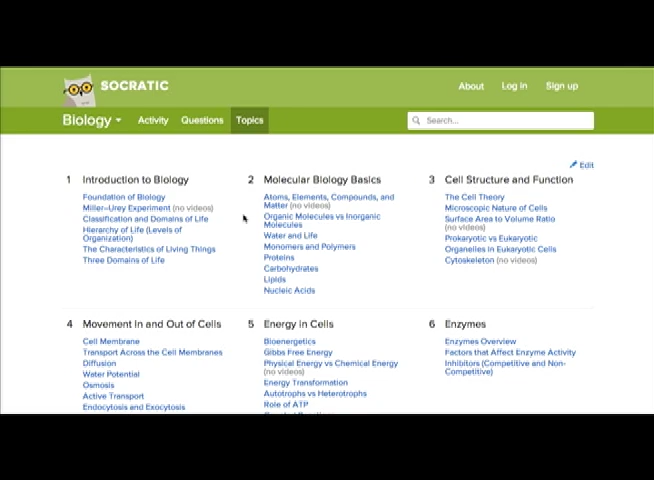 SOCRATIC
About Log in Sign up
Biology Activity Questions Topics
Search...
Edit
1 Introduction to Biology
Foundation of Biology
Miller-Urey Experiment (no videos)
Classification and Domains of Life
Hierarchy of Life (Levels of
Organization)
The Characteristics of Living Things
Three Domains of Life
2 Molecular Biology Basics
Atoms, Elements, Compounds, and
Matter (no videos)
Organic Molecules vs Inorganic
Molecules
Water and Life
Monomers and Polymers
Proteins
Carbohydrates
Lipids
Nucleic Acids
3 Cell Structure and Function
The Cell Theory
Microscopic Nature of Cells
Surface Area to Volume Ratio
(no videos)
Prokaryotic vs Eukaryotic
Organelles in Eukaryotic Cells
Cytoskeleton (no videos)
4 Movement In and Out of Cells
Cell Membrane
Transport Across the Cell Membranes
Diffusion
Water Potential
Osmosis
Active Transport
Endocytosis and Exocytosis
5 Energy in Cells
Bioenergetics
Gibbs Free Energy
Physical Energy vs Chemical Energy
(no videos)
Energy Transformation
Autotrophs vs Heterotrophs
Role of ATP
6 Enzymes
Enzymes Overview
Factors that Affect Enzyme Activity
Inhibitors (Competitive and Non-
Competitive)